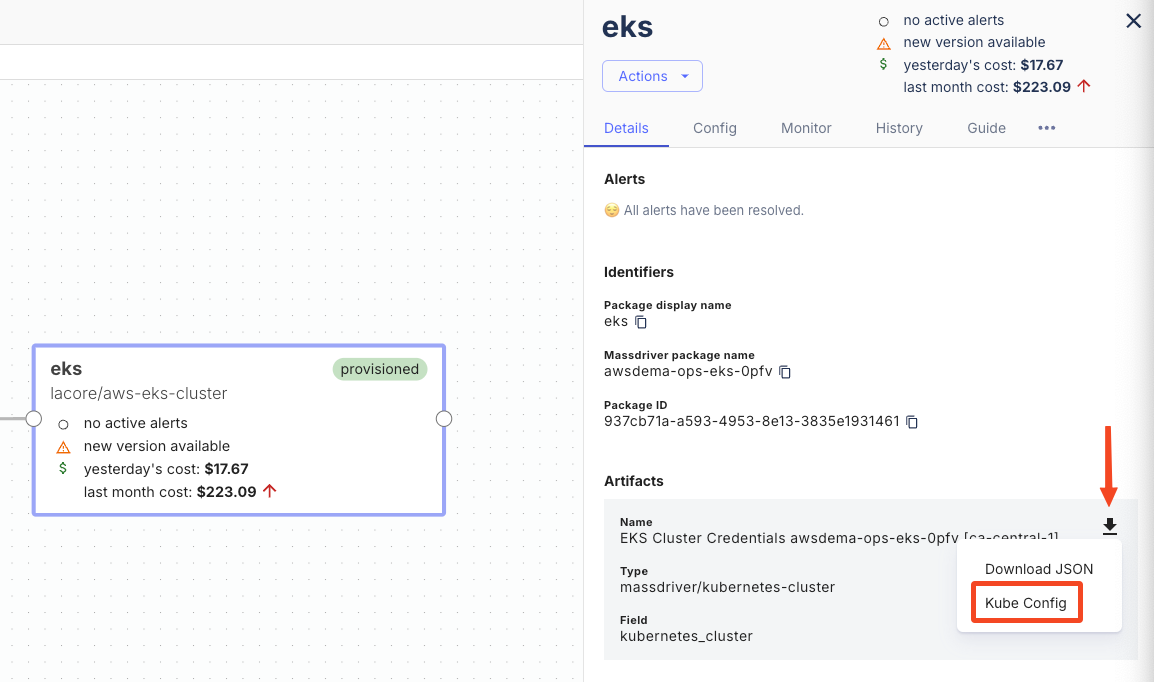 eks
provisioned
lacore/aws-eks-cluster
no active alerts
new version available
$ yesterday's cost: $17.67
last month cost: $223.09
eks
no active alerts
new version available
$ yesterday's cost: $17.67
last month cost: $223.09
Actions
Details Config Monitor History Guide
Alerts
All alerts have been resolved.
Identifiers
Package display name
eks
Massdriver package name
awsdema-ops-eks-0pfv
Package ID
937cb71a-a593-4953-8e13-3835e1931461
Artifacts
Name
EKS Cluster Credentials awsdema-ops-eks-0pfv [ca-central-1]
Type
massdriver/kubernetes-cluster
Field
kubernetes_cluster
Download JSON
Kube Config